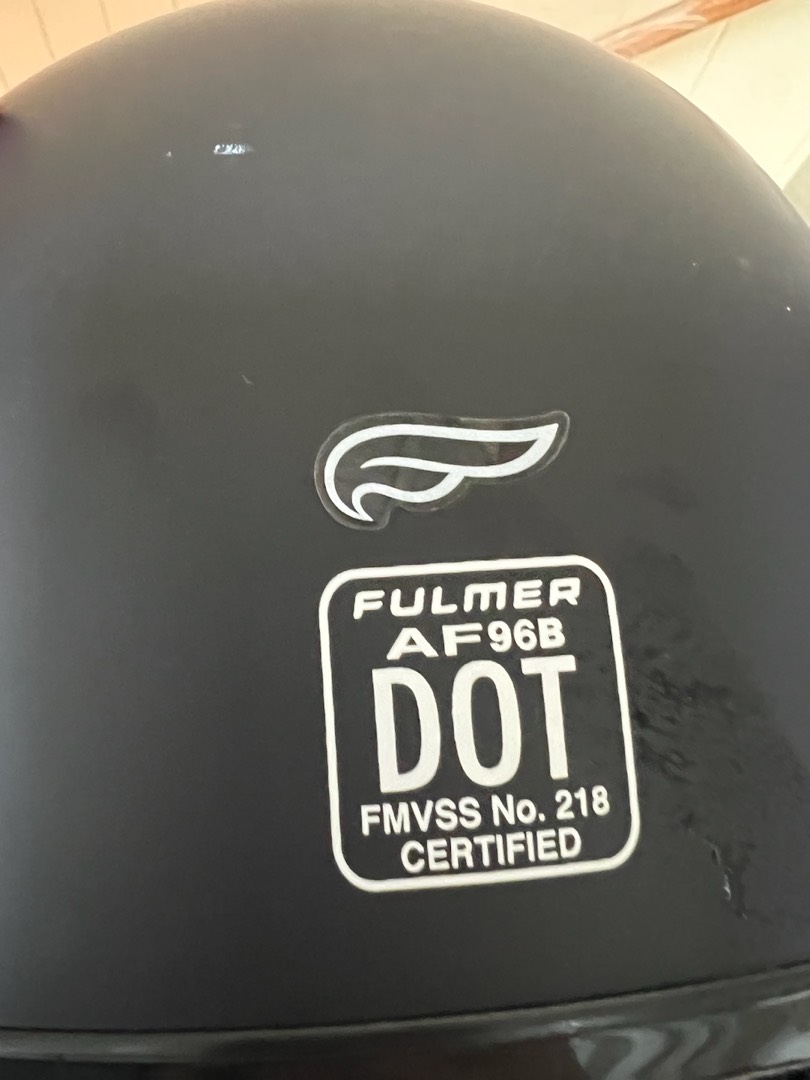 FULMER
AF96B
DOT
FMVSS No. 218
CERTIFIED